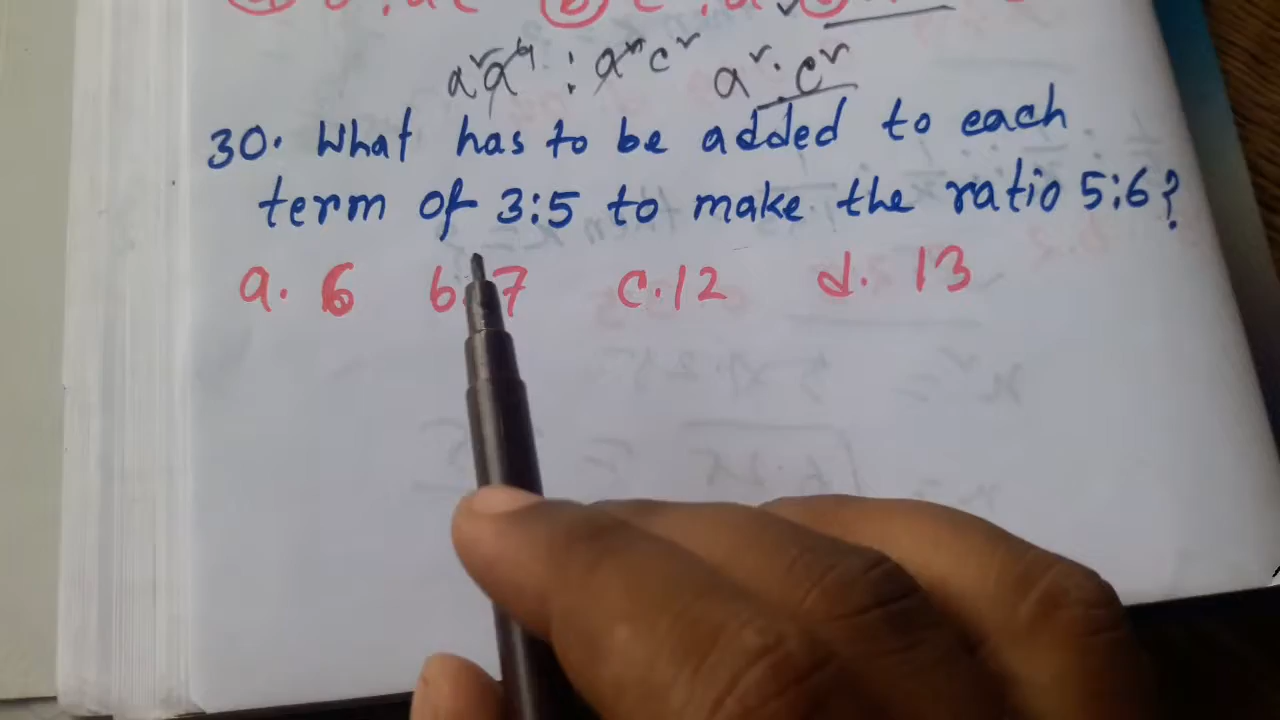 a^r a^4 : a^r c^r a^r : c^r
30. What has to be added to each
term of 3:5 to make the ratio 5:6?
a. 6 b. 7 c. 12 d. 13